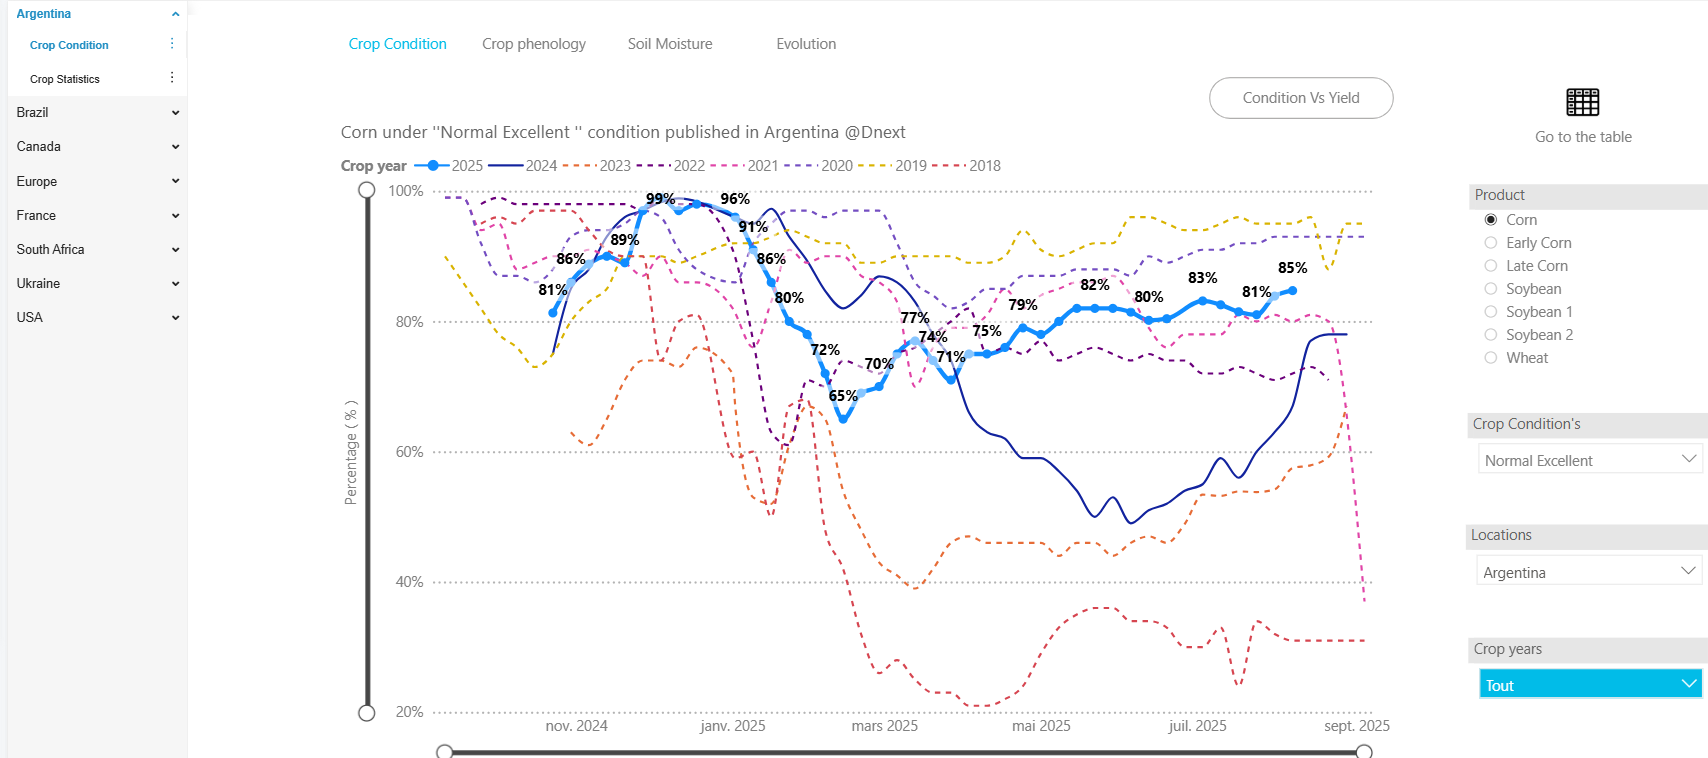 Argentina
Crop Condition
Crop Statistics
Brazil
Canada
Europe
France
South Africa
Ukraine
USA
Crop Condition Crop phenology Soil Moisture Evolution
Condition Vs Yield
Go to the table
Corn under "Normal Excellent " condition published in Argentina @Dnext
Crop year 2025 2024 2023 2022 2021 2020 2019 2018
Percentage ( % )
100%
80%
60%
40%
20%
81%
86%
89%
99%
96%
91%
86%
80%
72%
65%
70%
77%
74%
71%
75%
79%
82%
80%
83%
81%
85%
nov. 2024 janv. 2025 mars 2025 mai 2025 juil. 2025 sept. 2025
Product
Corn
Early Corn
Late Corn
Soybean
Soybean 1
Soybean 2
Wheat
Crop Condition's
Normal Excellent
Locations
Argentina
Crop years
Tout